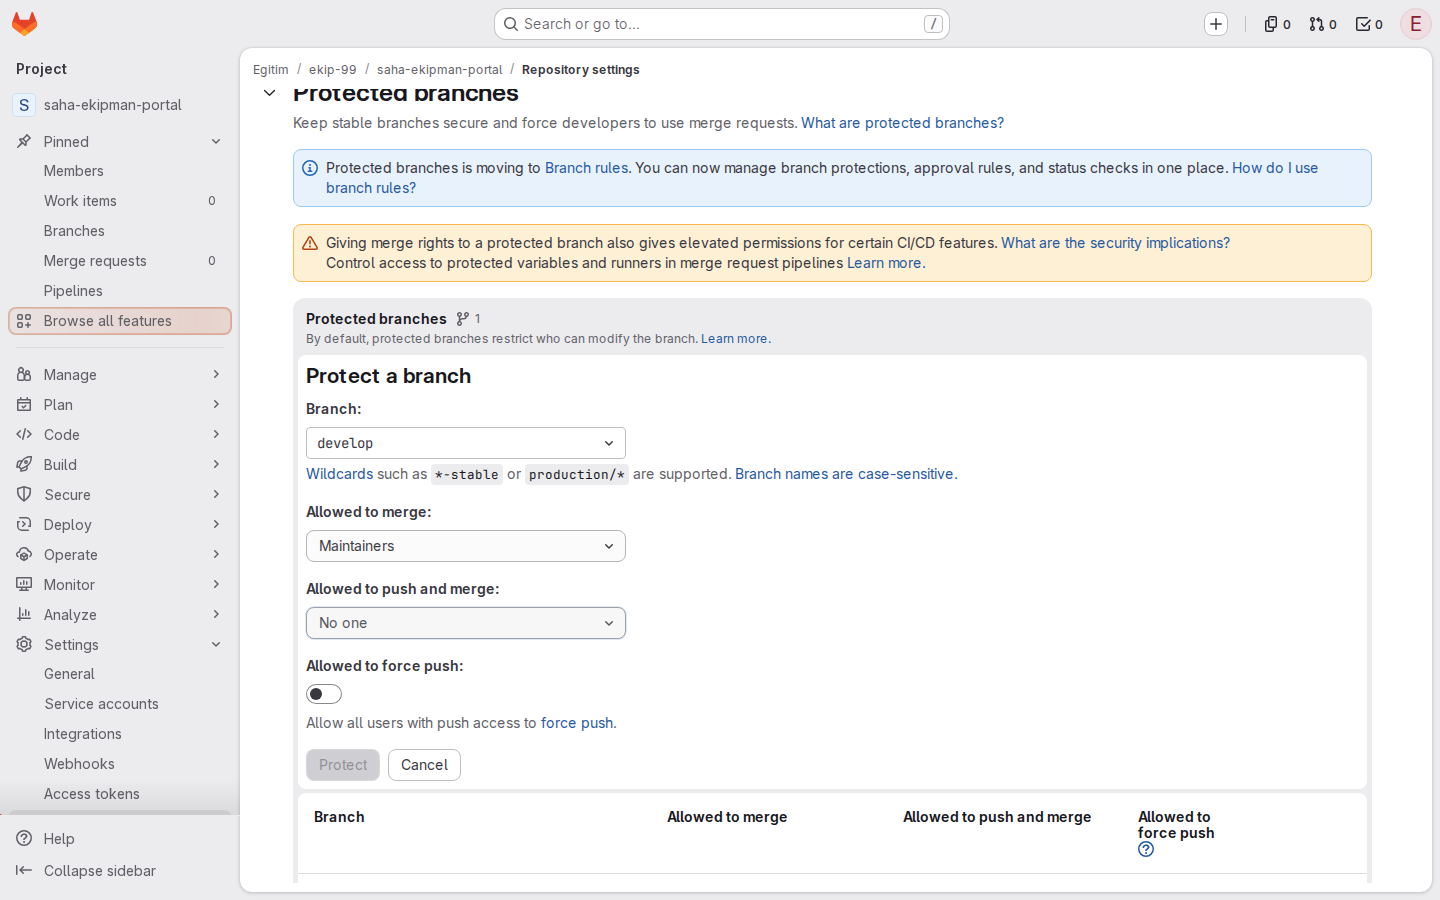 Search or go to...
/
0
0
0
E
Project
S
saha-ekipman-portal
Pinned
Members
Work items
0
Branches
Merge requests
0
Pipelines
Browse all features
Manage
Plan
Code
Build
Secure
Deploy
Operate
Monitor
Analyze
Settings
General
Service accounts
Integrations
Webhooks
Access tokens
Help
Collapse sidebar
Egitim / ekip-99 / saha-ekipman-portal / Repository settings
Protected branches
Keep stable branches secure and force developers to use merge requests. What are protected branches?
Protected branches is moving to Branch rules. You can now manage branch protections, approval rules, and status checks in one place. How do I use
branch rules?
Giving merge rights to a protected branch also gives elevated permissions for certain CI/CD features. What are the security implications?
Control access to protected variables and runners in merge request pipelines Learn more.
Protected branches 1
By default, protected branches restrict who can modify the branch. Learn more.
Protect a branch
Branch:
develop
Wildcards such as *-stable or production/* are supported. Branch names are case-sensitive.
Allowed to merge:
Maintainers
Allowed to push and merge:
No one
Allowed to force push:
Allow all users with push access to force push.
Protect
Cancel
Branch
Allowed to merge
Allowed to push and merge
Allowed to
force push